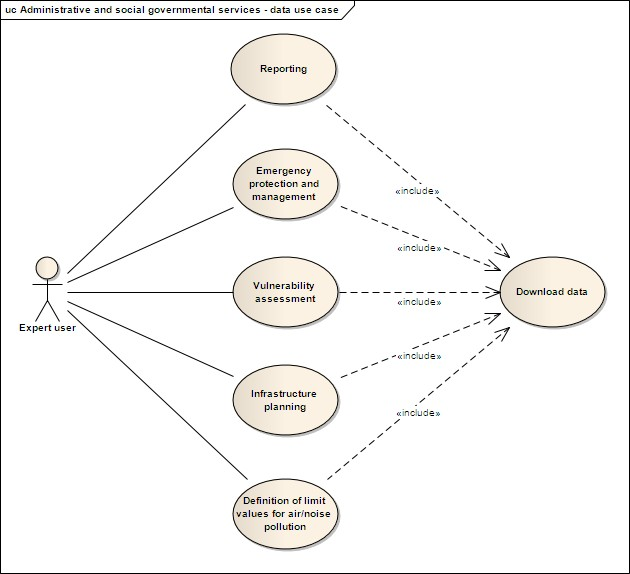 uc Administrative and social governmental services - data use case
Reporting
Emergency
protection and
management
«include»
«include»
Vulnerability
assessment
Download data
«include»
Expert user
«include»
Infrastructure
planning
«include»
Definition of limit
values for air/noise
pollution